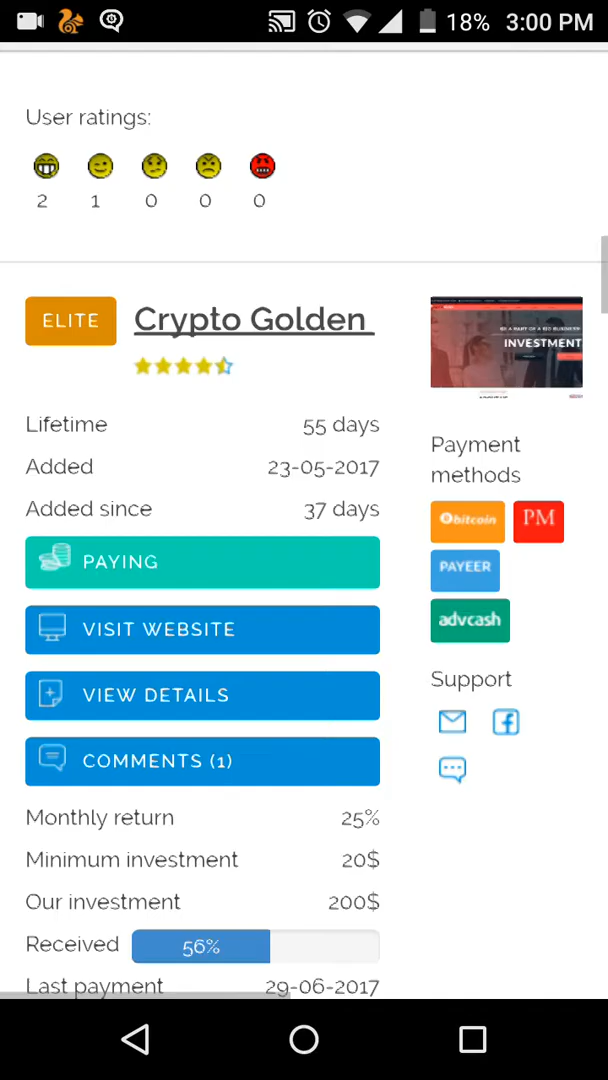 18% 3:00 PM
User ratings:
2 1 0 0 0
ELITE Crypto Golden
Lifetime 55 days
Added 23-05-2017
Added since 37 days
PAYING
VISIT WEBSITE
VIEW DETAILS
COMMENTS (1)
Monthly return 25%
Minimum investment 20$
Our investment 200$
Received 56%
Last payment 29-06-2017
INVESTMENT
Payment
methods
bitcoin PM
PAYEER
advcash
Support